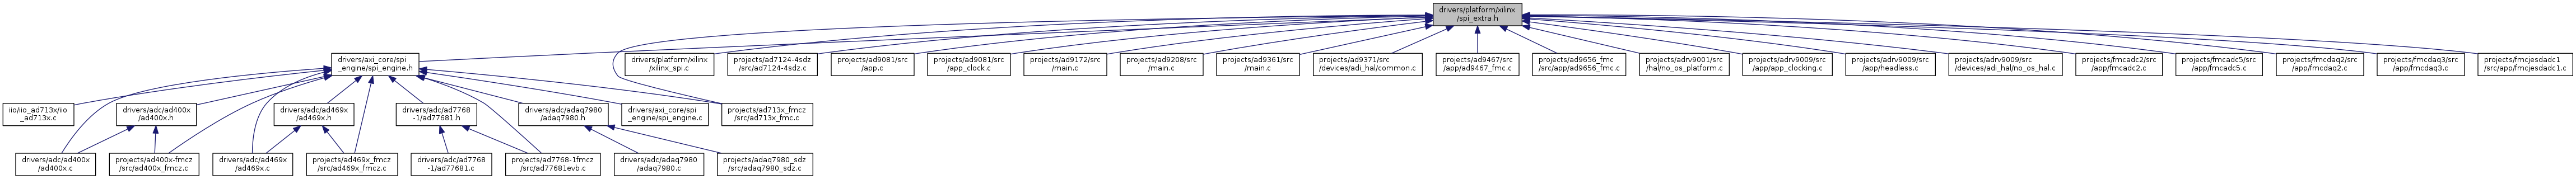 drivers/platform/xilinx
/spi_extra.h
drivers/axi_core/spi
_engine/spi_engine.h
drivers/platform/xilinx
/xilinx_spi.c
projects/ad7124-4sdz
/src/ad7124-4sdz.c
projects/ad9081/src
/app.c
projects/ad9081/src
/app_clock.c
projects/ad9172/src
/main.c
projects/ad9208/src
/main.c
projects/ad9361/src
/main.c
projects/ad9371/src
/devices/adi_hal/common.c
projects/ad9467/src
/app/ad9467_fmc.c
projects/ad9656_fmc
/src/app/ad9656_fmc.c
projects/adrv9001/src
/hal/no_os_platform.c
projects/adrv9009/src
/app/app_clocking.c
projects/adrv9009/src
/app/headless.c
projects/adrv9009/src
/devices/adi_hal/no_os_hal.c
projects/fmcadc2/src
/app/fmcadc2.c
projects/fmcadc5/src
/app/fmcadc5.c
projects/fmcdaq2/src
/app/fmcdaq2.c
projects/fmcdaq3/src
/app/fmcdaq3.c
projects/fmcjesdadc1
/src/app/fmcjesdadc1.c
iio/iio_ad713x/iio
_ad713x.c
drivers/adc/ad400x
/ad400x.h
drivers/adc/ad469x
/ad469x.h
drivers/adc/ad7768
-1/ad77681.h
drivers/adc/adaq7980
/adaq7980.h
drivers/axi_core/spi
_engine/spi_engine.c
projects/ad713x_fmcz
/src/ad713x_fmc.c
drivers/adc/ad400x
/ad400x.c
projects/ad400x-fmcz
/src/ad400x_fmcz.c
drivers/adc/ad469x
/ad469x.c
projects/ad469x_fmcz
/src/ad469x_fmcz.c
drivers/adc/ad7768
-1/ad77681.c
projects/ad7768-1fmcz
/src/ad77681evb.c
drivers/adc/adaq7980
/adaq7980.c
projects/adaq7980_sdz
/src/adaq7980_sdz.c